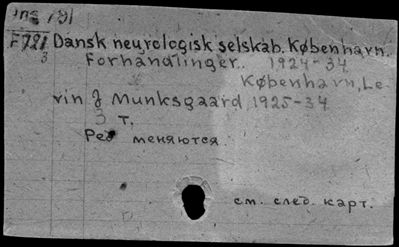 Ins 791
F721 Dansk neurologisk selskab. København.
3
Forhandlinger. 1924-34
København, Le
vin & Munksgaard, 1925-34
3 т.
Ред меняются.
см. след. карт.